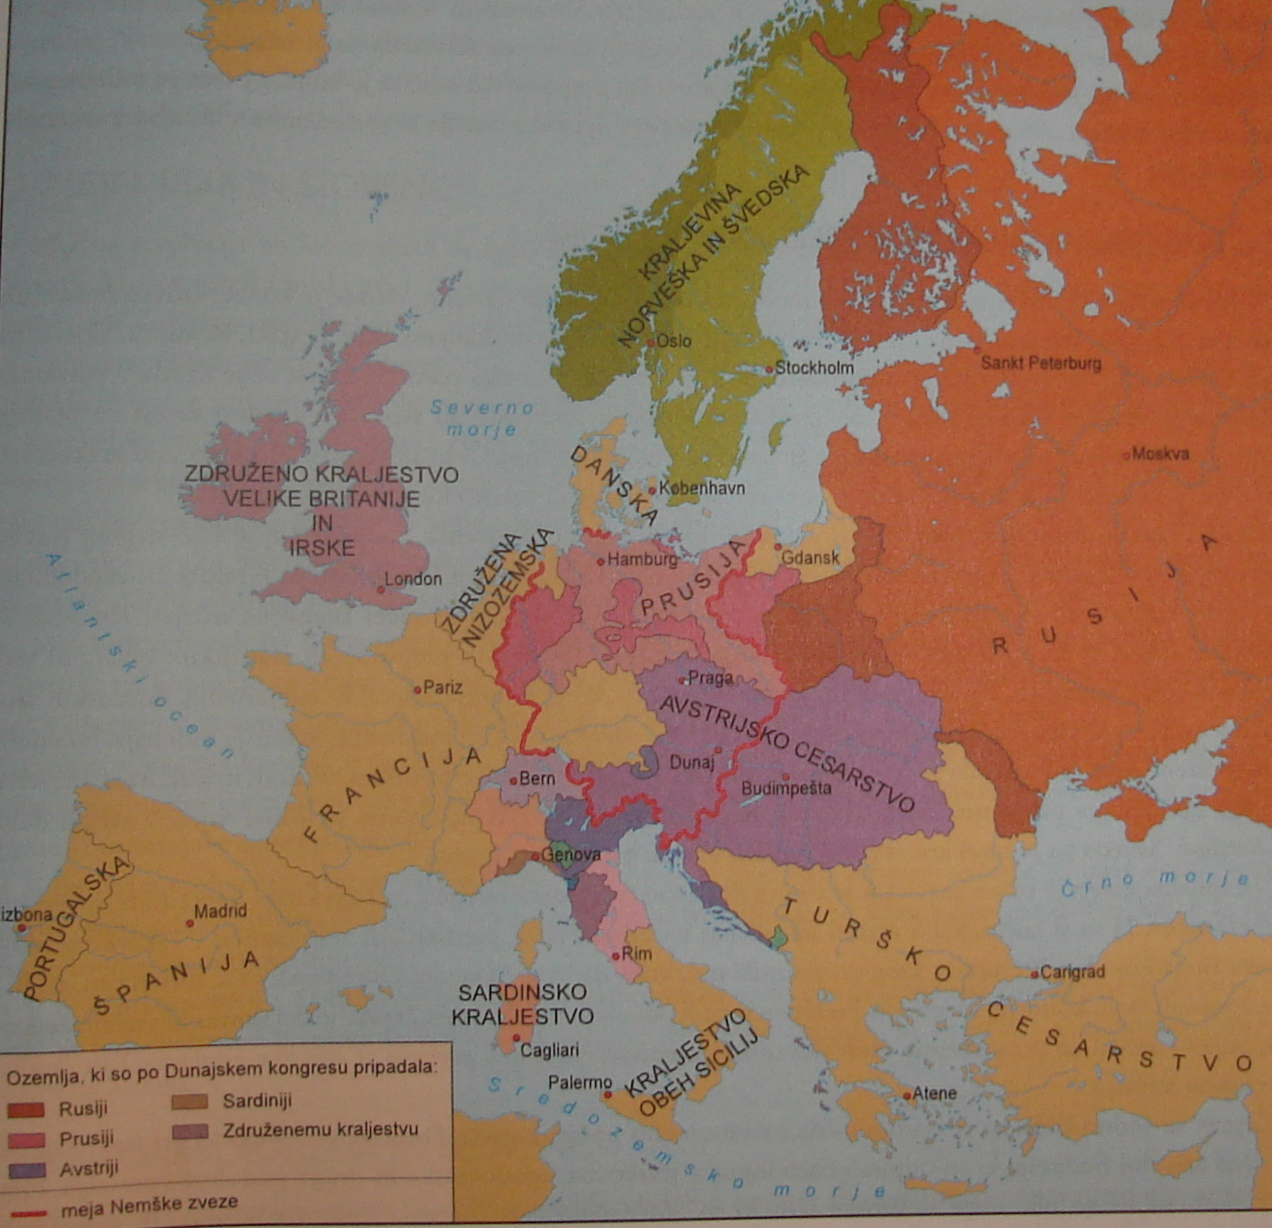 KRALJEVINA
NORVEŠKA IN ŠVEDSKA
Oslo
Stockholm
Sankt Peterburg
Moskva
Severno
morje
DANSKA
København
ZDRUŽENO KRALJESTVO
VELIKE BRITANIJE
IN
IRSKE
London
ZDRUŽENA
NIZOZEMSKA
Hamburg
PRUSIJA
Gdansk
RUSIJA
Atlantski ocean
Pariz
Praga
AVSTRIJSKO CESARSTVO
Dunaj
Budimpešta
FRANCIJA
Bern
Genova
Črno morje
izbona
PORTUGALSKA
Madrid
ŠPANIJA
Rim
TURŠKO CESARSTVO
Carigrad
SARDINSKO
KRALJESTVO
Cagliari
Palermo
KRALJESTVO
OBEH SICILIJ
Atene
Sredozemsko morje
Ozemlja, ki so po Dunajskem kongresu pripadala:
Rusiji
Prusiji
Avstriji
Sardiniji
Združenemu kraljestvu
meja Nemške zveze